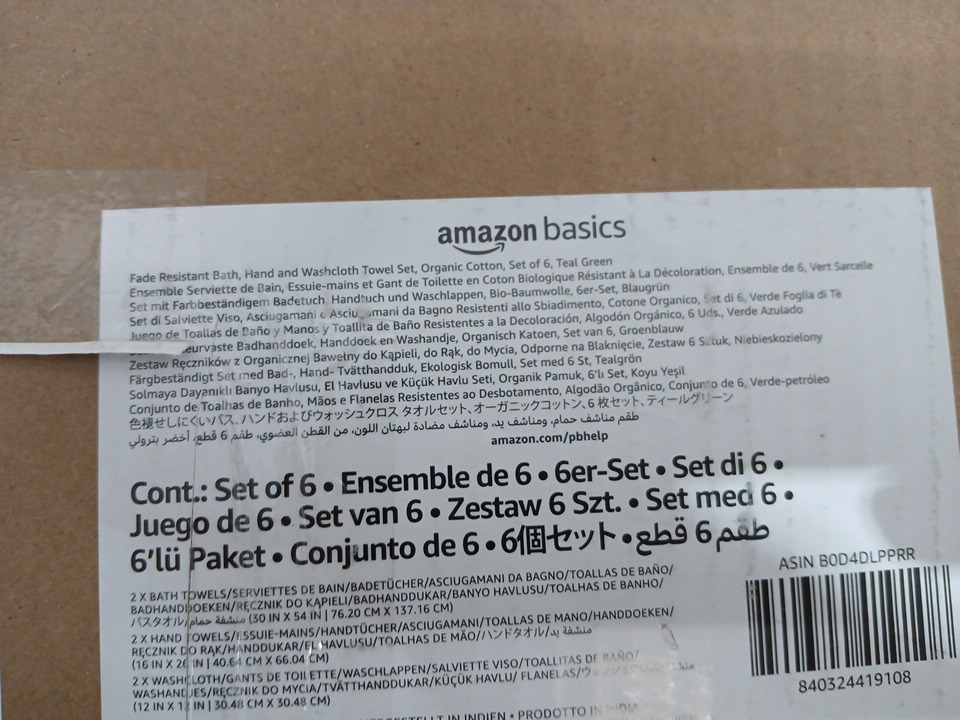 amazon basics
Fade Resistant Bath, Hand and Washcloth Towel Set, Organic Cotton, Set of 6, Teal Green
Ensemble Serviette de Bain, Essuie-mains et Gant de Toilette en Coton Biologique Résistant à La Décoloration, Ensemble de 6, Vert Sarcelle
Set mit Farbbeständigem Badetuch, Handtuch und Waschlappen, Bio-Baumwolle, 6er-Set, Blaugrün
Set di Salviette Viso, Asciugamani e Asciugamani da Bagno Resistenti allo Sbiadimento, Cotone Organico, Set di 6, Verde Foglia di Tè
Juego de Toallas de Baño y Manos y Toallita de Baño Resistentes a la Decoloración, Algodón Orgánico, 6 Uds., Verde Azulado
Badhanddoek, Handdoek en Washandje, Organisch Katoen, Set van 6, Groenblauw
Zestaw Ręczników z Organicznej Bawełny do Kąpieli, do Rąk, do Mycia, Odporne na Blaknięcie, Zestaw 6 Sztuk, Niebieskozielony
Färgbeständigt Set med Bad-, Hand- Tvätthandduk, Ekologisk Bomull, Set med 6 St, Tealgrön
Solmaya Dayanıklı Banyo Havlusu, El Havlusu ve Küçük Havlu Seti, Organik Pamuk, 6'lı Set, Koyu Yeşil
Conjunto de Toalhas de Banho, Mãos e Flanelas Resistentes ao Desbotamento, Algodão Orgânico, Conjunto de 6, Verde-petróleo
色褪せしにくいバス、ハンドおよびウォッシュクロス タオルセット、オーガニックコットン、6 枚セット、ティールグリーン
طقم مناشف حمام، ومناشف يد، ومناشف مضادة لبهتان اللون، من القطن العضوي، طقم 6 قطع، أخضر بترولي
amazon.com/pbhelp
Cont.: Set of 6 • Ensemble de 6 • 6er-Set • Set di 6 •
Juego de 6 • Set van 6 • Zestaw 6 Szt. • Set med 6 •
6'lü Paket • Conjunto de 6 • 6個セット • طقم 6 قطع
ASIN B0D4DLPPRR
2 X BATH TOWELS/SERVIETTES DE BAIN/BADETÜCHER/ASCIUGAMANI DA BAGNO/TOALLAS DE BAÑO/
BADHANDDOEKEN/RĘCZNIK DO KĄPIELI/BADHANDDUKAR/BANYO HAVLUSU/TOALHAS DE BANHO/
バスタオル/منشفة حمام (30 IN X 54 IN | 76.20 CM X 137.16 CM)
2 X HAND TOWELS/ESSUIE-MAINS/HANDTÜCHER/ASCIUGAMANI/TOALLAS DE MANO/HANDDOEKEN/
RĘCZNIK DO RĄK/HANDDUKAR/EL HAVLUSU/TOALHAS DE MÃO/ハンドタオル/منشفة يد
(16 IN X 26 IN | 40.64 CM X 66.04 CM)
2 X WASHCLOTH/GANTS DE TOILETTE/WASCHLAPPEN/SALVIETTE VISO/TOALLITAS DE BAÑO/
WASHANDJES/RĘCZNIK DO MYCIA/TVÄTTHANDDUKAR/KÜÇÜK HAVLU/ FLANELAS/
(12 IN X 12 IN | 30.48 CM X 30.48 CM)
840324419108
IN INDIEN • PRODOTTO IN INDIA